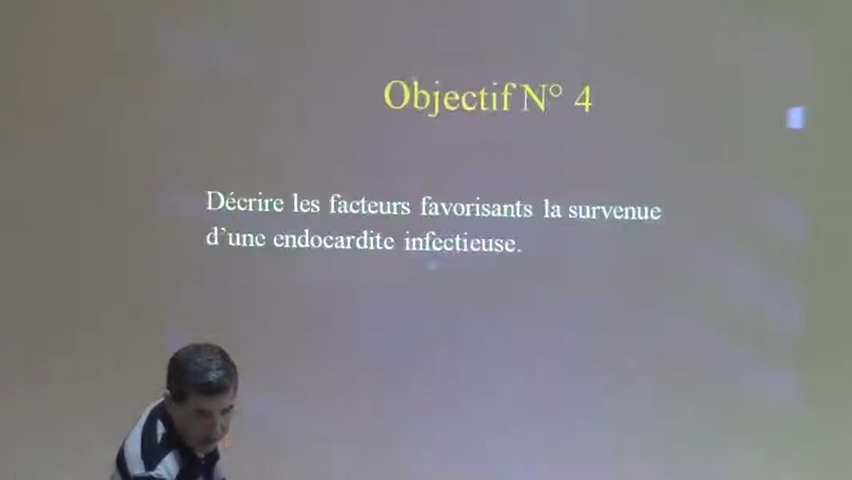 Objectif N° 4
Décrire les facteurs favorisants la survenue
d'une endocardite infectieuse.